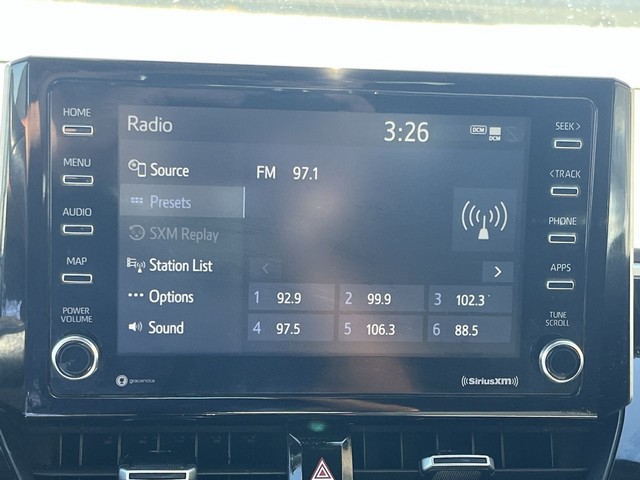 HOME
MENU
AUDIO
MAP
POWER
VOLUME
Radio
3:26
DCM
DCM
Source
Presets
SXM Replay
Station List
Options
Sound
FM 97.1
1 92.9
2 99.9
3 102.3
4 97.5
5 106.3
6 88.5
SEEK >
< TRACK
PHONE
APPS
TUNE
SCROLL
gracenote
((SiriusXM))